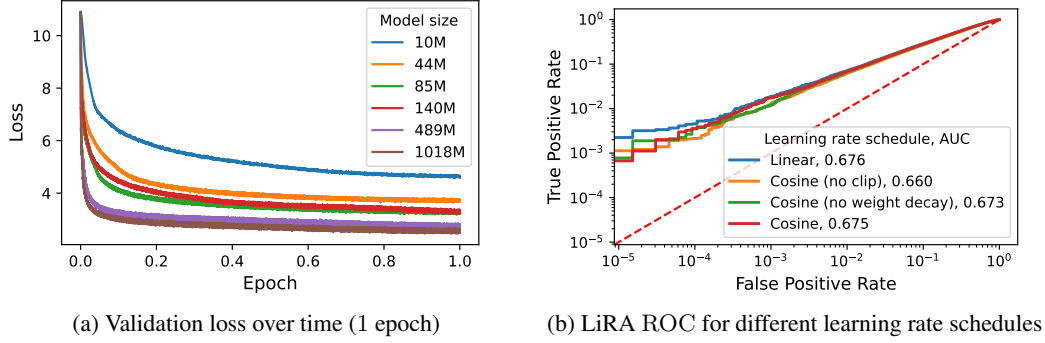 Model size
10M
44M
85M
140M
489M
1018M
Loss
10
8
6
4
0.0 0.2 0.4 0.6 0.8 1.0
Epoch
(a) Validation loss over time (1 epoch)
True Positive Rate
10⁰
10⁻¹
10⁻²
10⁻³
10⁻⁴
10⁻⁵
Learning rate schedule, AUC
Linear, 0.676
Cosine (no clip), 0.660
Cosine (no weight decay), 0.673
Cosine, 0.675
10⁻⁵ 10⁻⁴ 10⁻³ 10⁻² 10⁻¹ 10⁰
False Positive Rate
(b) LiRA ROC for different learning rate schedules